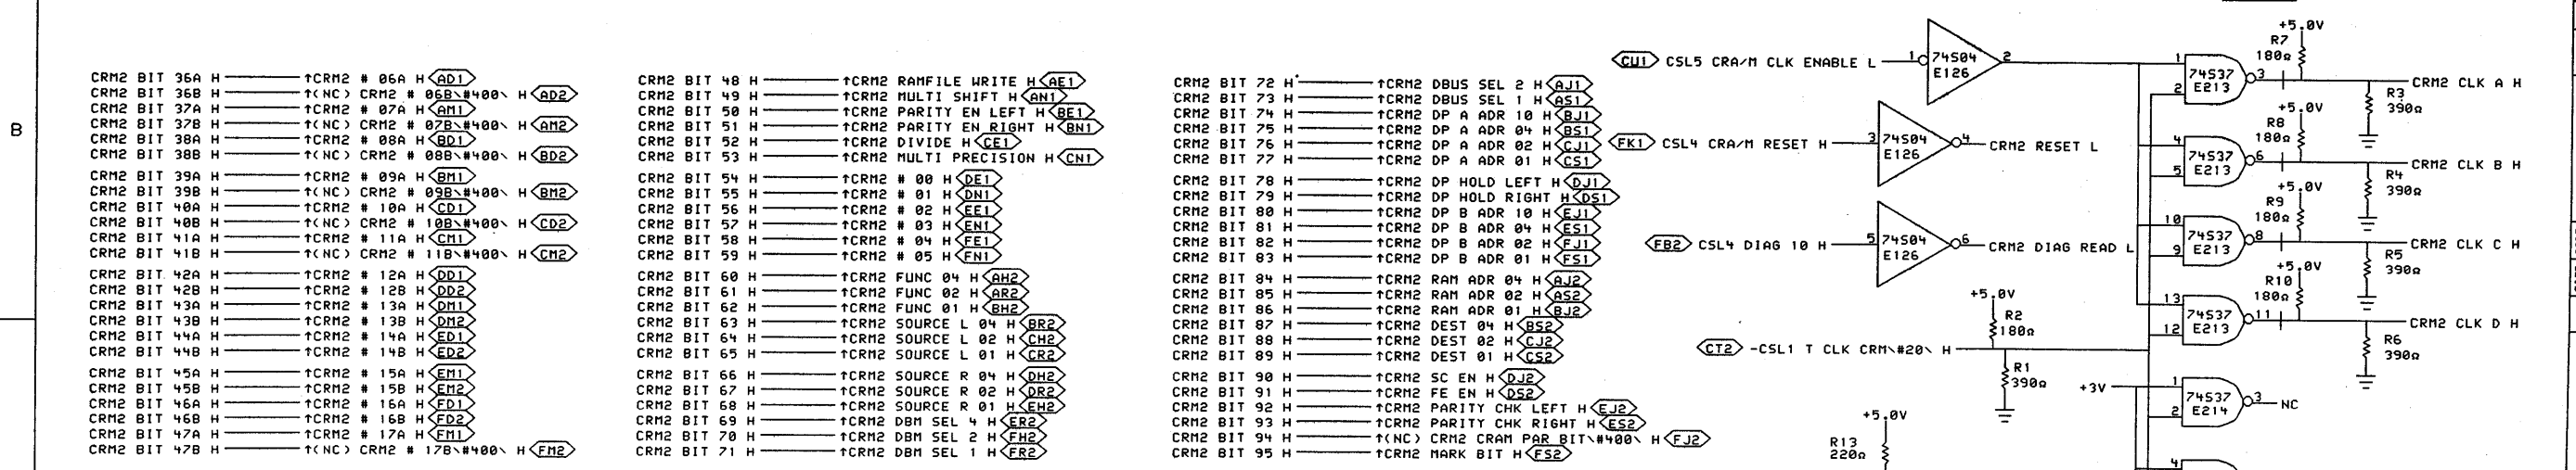 B
CRM2 BIT 36A H ↑CRM2 # 06A H AD1
CRM2 BIT 36B H ↑(NC) CRM2 # 06B\#400\ H AD2
CRM2 BIT 37A H ↑CRM2 # 07A H AM1
CRM2 BIT 37B H ↑(NC) CRM2 # 07B\#400\ H AM2
CRM2 BIT 38A H ↑CRM2 # 08A H BD1
CRM2 BIT 38B H ↑(NC) CRM2 # 08B\#400\ H BD2
CRM2 BIT 39A H ↑CRM2 # 09A H BM1
CRM2 BIT 39B H ↑(NC) CRM2 # 09B\#400\ H BM2
CRM2 BIT 40A H ↑CRM2 # 10A H CD1
CRM2 BIT 40B H ↑(NC) CRM2 # 10B\#400\ H CD2
CRM2 BIT 41A H ↑CRM2 # 11A H CM1
CRM2 BIT 41B H ↑(NC) CRM2 # 11B\#400\ H CM2
CRM2 BIT 42A H ↑CRM2 # 12A H DD1
CRM2 BIT 42B H ↑CRM2 # 12B H DD2
CRM2 BIT 43A H ↑CRM2 # 13A H DM1
CRM2 BIT 43B H ↑CRM2 # 13B H DM2
CRM2 BIT 44A H ↑CRM2 # 14A H ED1
CRM2 BIT 44B H ↑CRM2 # 14B H ED2
CRM2 BIT 45A H ↑CRM2 # 15A H EM1
CRM2 BIT 45B H ↑CRM2 # 15B H EM2
CRM2 BIT 46A H ↑CRM2 # 16A H FD1
CRM2 BIT 46B H ↑CRM2 # 16B H FD2
CRM2 BIT 47A H ↑CRM2 # 17A H FM1
CRM2 BIT 47B H ↑(NC) CRM2 # 17B\#400\ H FM2
CRM2 BIT 48 H ↑CRM2 RAMFILE WRITE H AE1
CRM2 BIT 49 H ↑CRM2 MULTI SHIFT H AN1
CRM2 BIT 50 H ↑CRM2 PARITY EN LEFT H BE1
CRM2 BIT 51 H ↑CRM2 PARITY EN RIGHT H BN1
CRM2 BIT 52 H ↑CRM2 DIVIDE H CE1
CRM2 BIT 53 H ↑CRM2 MULTI PRECISION H CN1
CRM2 BIT 54 H ↑CRM2 # 00 H DE1
CRM2 BIT 55 H ↑CRM2 # 01 H DN1
CRM2 BIT 56 H ↑CRM2 # 02 H EE1
CRM2 BIT 57 H ↑CRM2 # 03 H EN1
CRM2 BIT 58 H ↑CRM2 # 04 H FE1
CRM2 BIT 59 H ↑CRM2 # 05 H FN1
CRM2 BIT 60 H ↑CRM2 FUNC 04 H AH2
CRM2 BIT 61 H ↑CRM2 FUNC 02 H AR2
CRM2 BIT 62 H ↑CRM2 FUNC 01 H BH2
CRM2 BIT 63 H ↑CRM2 SOURCE L 04 H BR2
CRM2 BIT 64 H ↑CRM2 SOURCE L 02 H CH2
CRM2 BIT 65 H ↑CRM2 SOURCE L 01 H CR2
CRM2 BIT 66 H ↑CRM2 SOURCE R 04 H DH2
CRM2 BIT 67 H ↑CRM2 SOURCE R 02 H DR2
CRM2 BIT 68 H ↑CRM2 SOURCE R 01 H EH2
CRM2 BIT 69 H ↑CRM2 DBM SEL 4 H ER2
CRM2 BIT 70 H ↑CRM2 DBM SEL 2 H FH2
CRM2 BIT 71 H ↑CRM2 DBM SEL 1 H FR2
CRM2 BIT 72 H ↑CRM2 DBUS SEL 2 H AJ1
CRM2 BIT 73 H ↑CRM2 DBUS SEL 1 H AS1
CRM2 BIT 74 H ↑CRM2 DP A ADR 10 H BJ1
CRM2 BIT 75 H ↑CRM2 DP A ADR 04 H BS1
CRM2 BIT 76 H ↑CRM2 DP A ADR 02 H CJ1
CRM2 BIT 77 H ↑CRM2 DP A ADR 01 H CS1
CRM2 BIT 78 H ↑CRM2 DP HOLD LEFT H DJ1
CRM2 BIT 79 H ↑CRM2 DP HOLD RIGHT H DS1
CRM2 BIT 80 H ↑CRM2 DP B ADR 10 H EJ1
CRM2 BIT 81 H ↑CRM2 DP B ADR 04 H ES1
CRM2 BIT 82 H ↑CRM2 DP B ADR 02 H FJ1
CRM2 BIT 83 H ↑CRM2 DP B ADR 01 H FS1
CRM2 BIT 84 H ↑CRM2 RAM ADR 04 H AJ2
CRM2 BIT 85 H ↑CRM2 RAM ADR 02 H AS2
CRM2 BIT 86 H ↑CRM2 RAM ADR 01 H BJ2
CRM2 BIT 87 H ↑CRM2 DEST 04 H BS2
CRM2 BIT 88 H ↑CRM2 DEST 02 H CJ2
CRM2 BIT 89 H ↑CRM2 DEST 01 H CS2
CRM2 BIT 90 H ↑CRM2 SC EN H DJ2
CRM2 BIT 91 H ↑CRM2 FE EN H DS2
CRM2 BIT 92 H ↑CRM2 PARITY CHK LEFT H EJ2
CRM2 BIT 93 H ↑CRM2 PARITY CHK RIGHT H ES2
CRM2 BIT 94 H ↑(NC) CRM2 CRAM PAR BIT\#400\ H FJ2
CRM2 BIT 95 H ↑CRM2 MARK BIT H FS2
CU1 CSL5 CRA/M CLK ENABLE L 1 74S04 E126 2
FK1 CSL4 CRA/M RESET H 3 74S04 E126 4 CRM2 RESET L
FB2 CSL4 DIAG 10 H 5 74S04 E126 6 CRM2 DIAG READ L
+5.0V
R2
180Ω
CT2 -CSL1 T CLK CRM\#20\ H
R1
390Ω
+5.0V
R13
220Ω
+5.0V
R7
180Ω
1 2 74S37 E213 3 CRM2 CLK A H
R3
390Ω
+5.0V
R8
180Ω
4 5 74S37 E213 6 CRM2 CLK B H
R4
390Ω
+5.0V
R9
180Ω
10 9 74S37 E213 8 CRM2 CLK C H
R5
390Ω
+5.0V
R10
180Ω
13 12 74S37 E213 11 CRM2 CLK D H
R6
390Ω
+3V 1 2 74S37 E214 3 NC
4